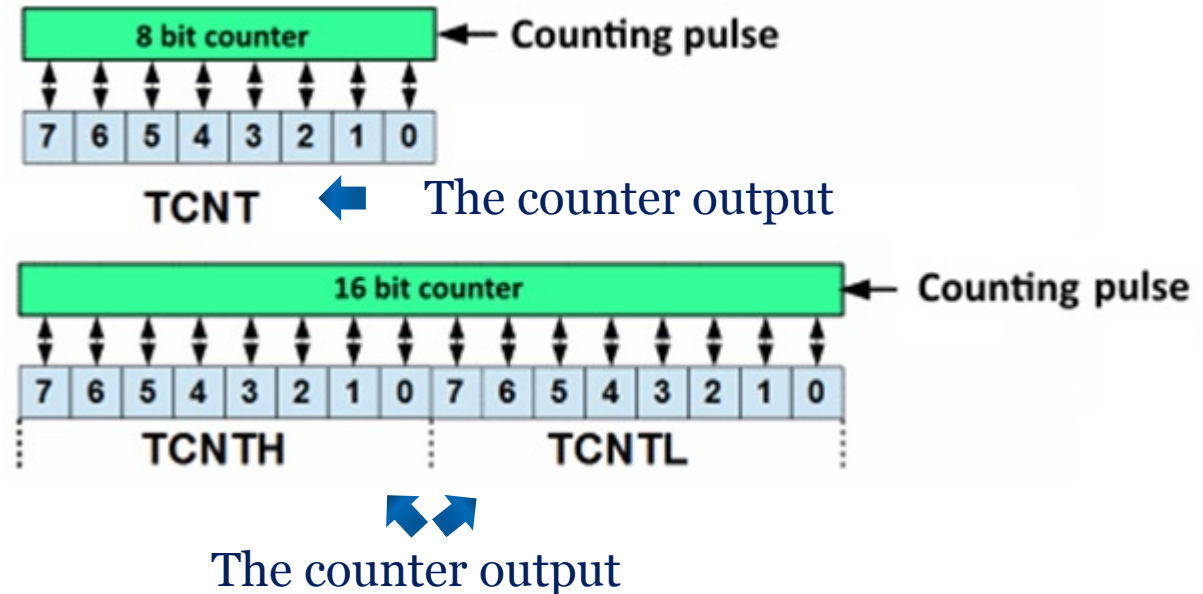 8 bit counter
Counting pulse
7 6 5 4 3 2 1 0
TCNT
The counter output
16 bit counter
Counting pulse
7 6 5 4 3 2 1 0 7 6 5 4 3 2 1 0
TCNTH TCNTL
The counter output